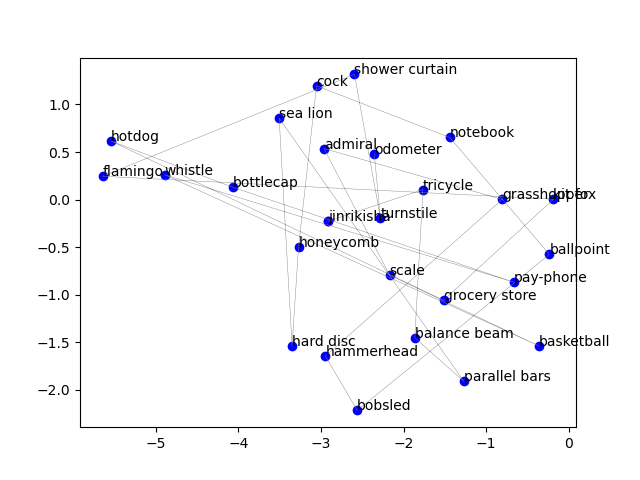 shower curtain
cock
sea lion
notebook
hotdog
admiral
odometer
flamingo
whistle
bottlecap
tricycle
grasshopper
kit fox
jinrikisha
turnstile
honeycomb
ballpoint
scale
pay-phone
grocery store
hard disc
hammerhead
balance beam
basketball
parallel bars
bobsled
1.0
0.5
0.0
−0.5
−1.0
−1.5
−2.0
−5
−4
−3
−2
−1
0